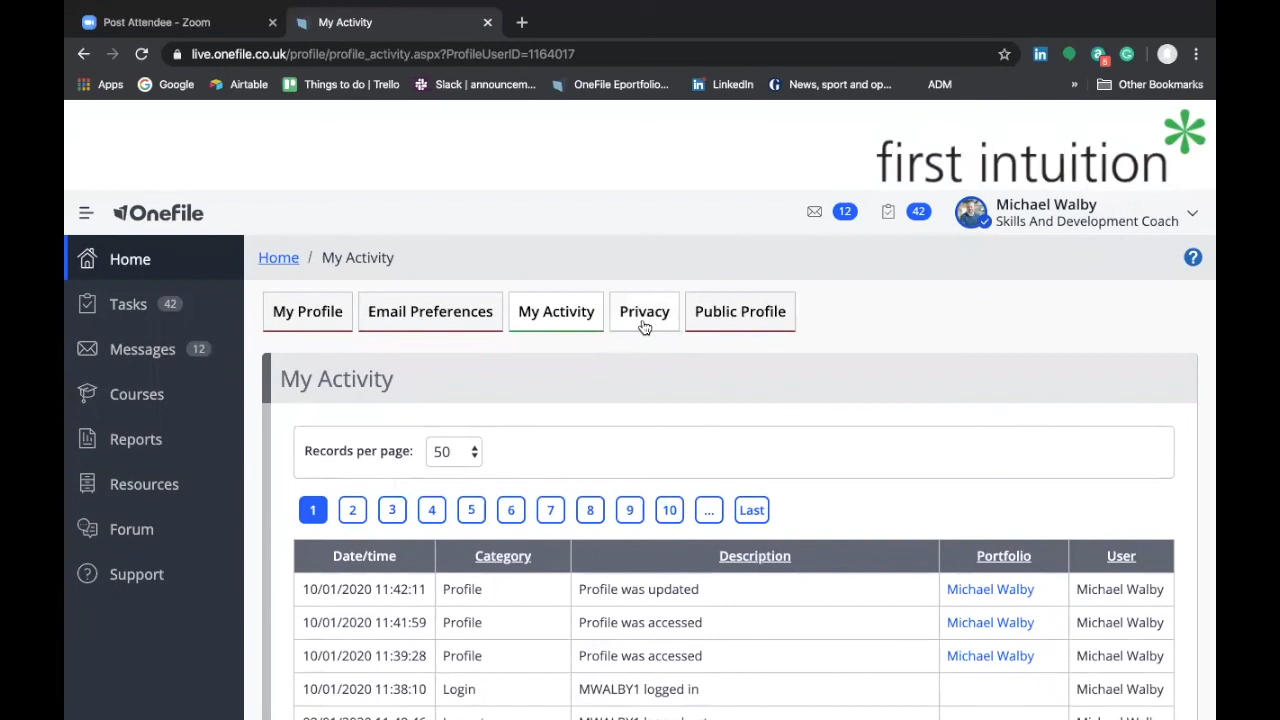 Post Attendee - Zoom
My Activity
live.onefile.co.uk/profile/profile_activity.aspx?ProfileUserID=1164017
Apps
Google
Airtable
Things to do | Trello
Slack | announcem...
OneFile Eportfolio...
LinkedIn
News, sport and op...
ADM
»
Other Bookmarks
first intuition
Onefile
12
42
Michael Walby
Skills And Development Coach
Home
Tasks 42
Messages 12
Courses
Reports
Resources
Forum
Support
Home / My Activity
My Profile
Email Preferences
My Activity
Privacy
Public Profile
My Activity
Records per page: 50
1 2 3 4 5 6 7 8 9 10 ... Last
Date/time Category Description Portfolio User
10/01/2020 11:42:11 Profile Profile was updated Michael Walby Michael Walby
10/01/2020 11:41:59 Profile Profile was accessed Michael Walby Michael Walby
10/01/2020 11:39:28 Profile Profile was accessed Michael Walby Michael Walby
10/01/2020 11:38:10 Login MWALBY1 logged in Michael Walby